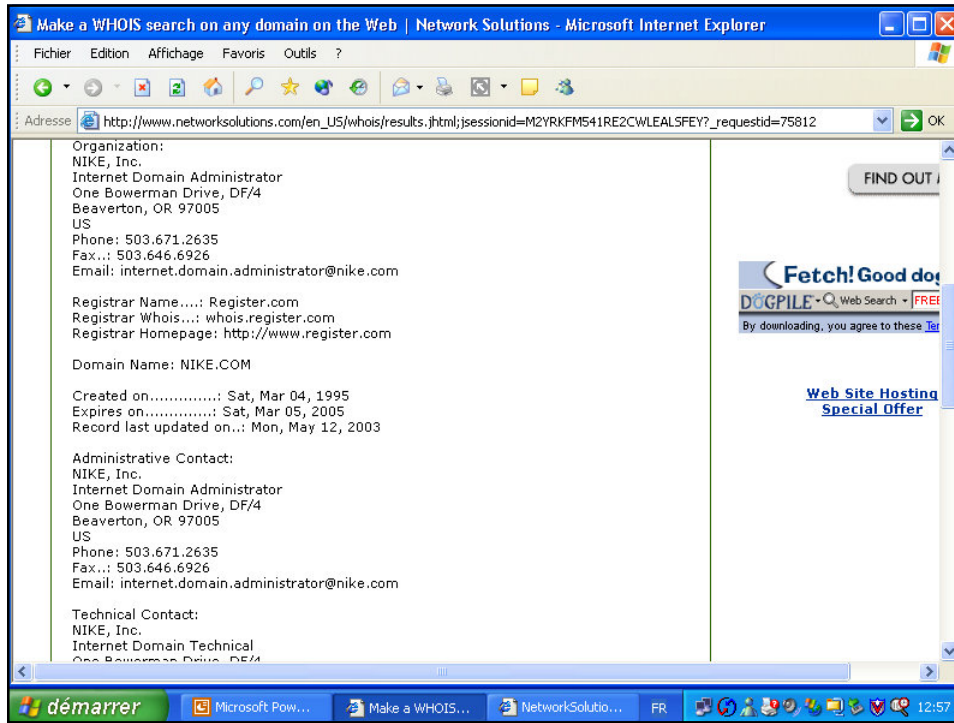 Make a WHOIS search on any domain on the Web | Network Solutions - Microsoft Internet Explorer
Fichier Edition Affichage Favoris Outils ?
Adresse http://www.networksolutions.com/en_US/whois/results.jhtml;jsessionid=M2YRKFM541RE2CWLEALSFEY?_requestid=75812 OK
Organization:
NIKE, Inc.
Internet Domain Administrator
One Bowerman Drive, DF/4
Beaverton, OR 97005
US
Phone: 503.671.2635
Fax..: 503.646.6926
Email: internet.domain.administrator@nike.com
Registrar Name....: Register.com
Registrar Whois...: whois.register.com
Registrar Homepage: http://www.register.com
Domain Name: NIKE.COM
Created on.............: Sat, Mar 04, 1995
Expires on.............: Sat, Mar 05, 2005
Record last updated on..: Mon, May 12, 2003
Administrative Contact:
NIKE, Inc.
Internet Domain Administrator
One Bowerman Drive, DF/4
Beaverton, OR 97005
US
Phone: 503.671.2635
Fax..: 503.646.6926
Email: internet.domain.administrator@nike.com
Technical Contact:
NIKE, Inc.
Internet Domain Technical
One Bowerman Drive, DF/4
FIND OUT
Fetch! Good dog
DOGPILE Web Search FREE
By downloading, you agree to these
Web Site Hosting
Special Offer
démarrer Microsoft Pow... Make a WHOIS... NetworkSolutio... FR 12:57